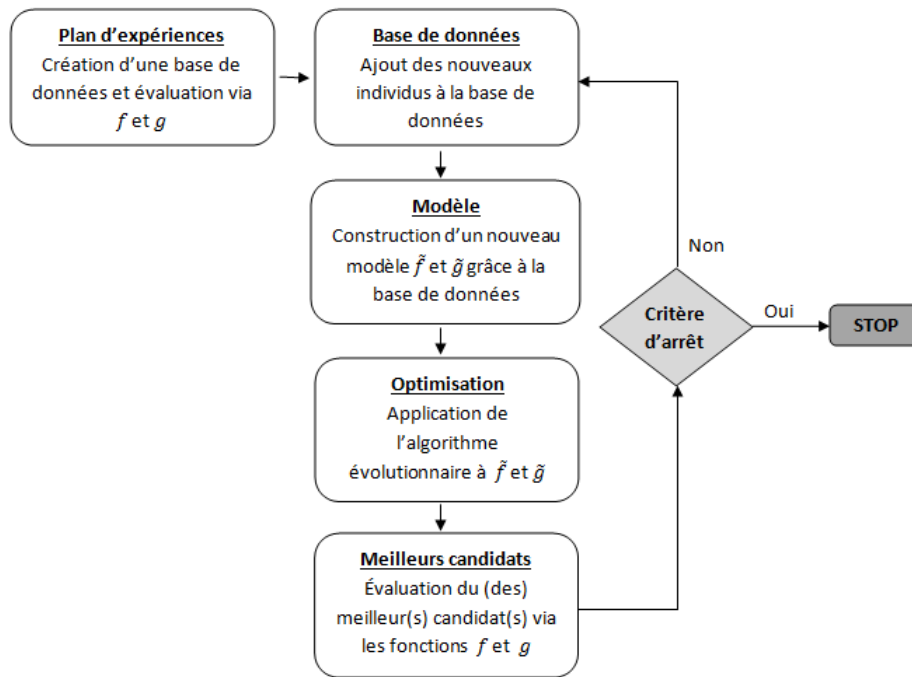 Plan d'expériences
Création d'une base de
données et évaluation via
f et g
Base de données
Ajout des nouveaux
individus à la base de
données
Modèle
Construction d'un nouveau
modèle f̃ et g̃ grâce à la
base de données
Optimisation
Application de
l'algorithme
évolutionnaire à f̃ et g̃
Meilleurs candidats
Évaluation du (des)
meilleur(s) candidat(s) via
les fonctions f et g
Non
Critère
d'arrêt
Oui
STOP